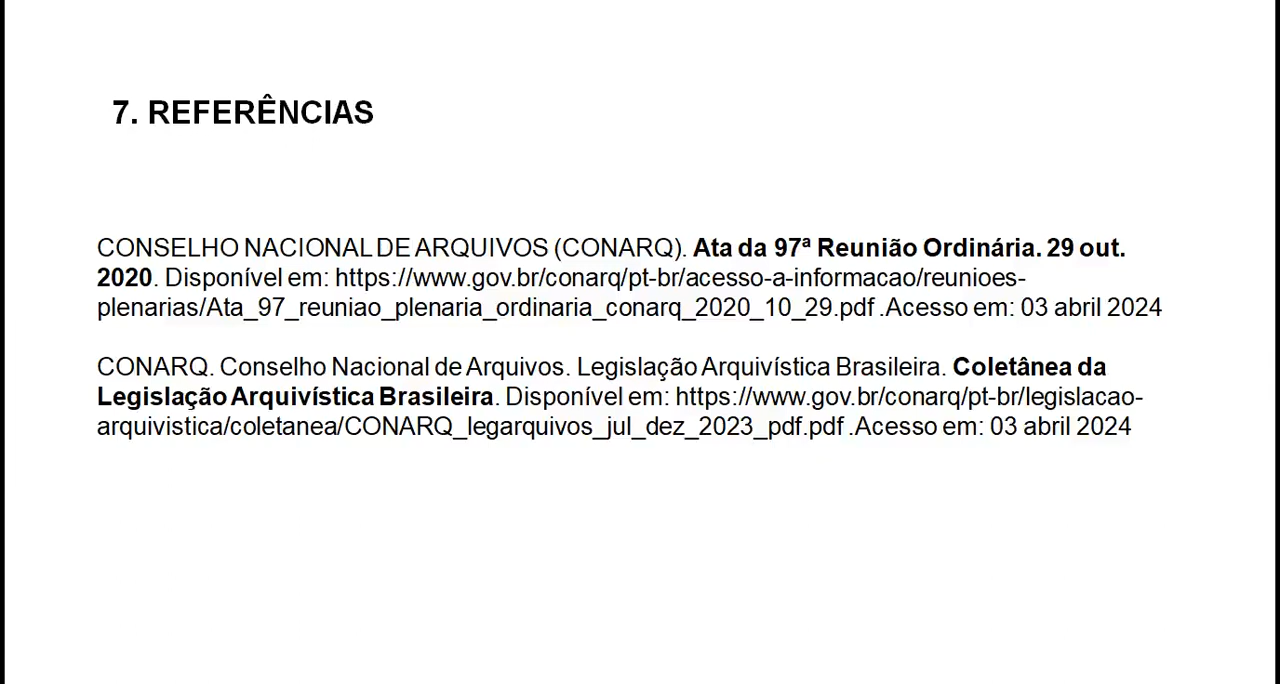 7. REFERÊNCIAS
CONSELHO NACIONAL DE ARQUIVOS (CONARQ). Ata da 97ª Reunião Ordinária. 29 out.
2020. Disponível em: https://www.gov.br/conarq/pt-br/acesso-a-informacao/reunioes-
plenarias/Ata_97_reuniao_plenaria_ordinaria_conarq_2020_10_29.pdf .Acesso em: 03 abril 2024
CONARQ. Conselho Nacional de Arquivos. Legislação Arquivística Brasileira. Coletânea da
Legislação Arquivística Brasileira. Disponível em: https://www.gov.br/conarq/pt-br/legislacao-
arquivistica/coletanea/CONARQ_legarquivos_jul_dez_2023_pdf.pdf .Acesso em: 03 abril 2024